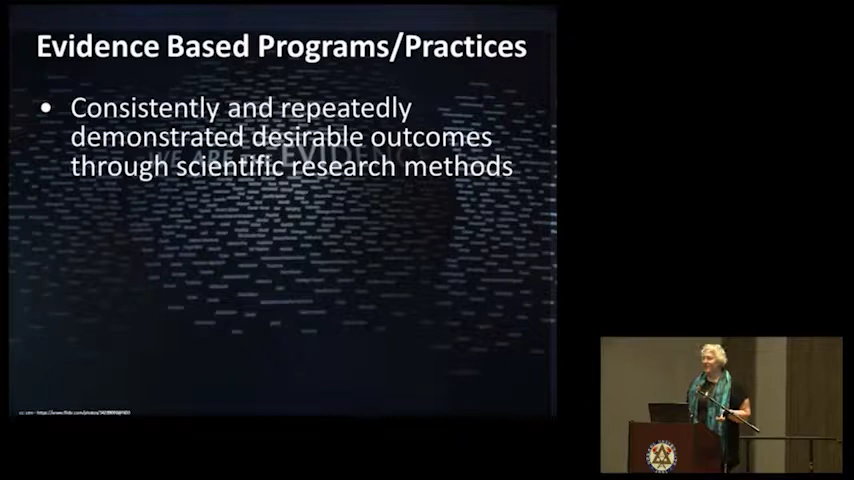 Evidence Based Programs/Practices
• Consistently and repeatedly
demonstrated desirable outcomes
through scientific research methods